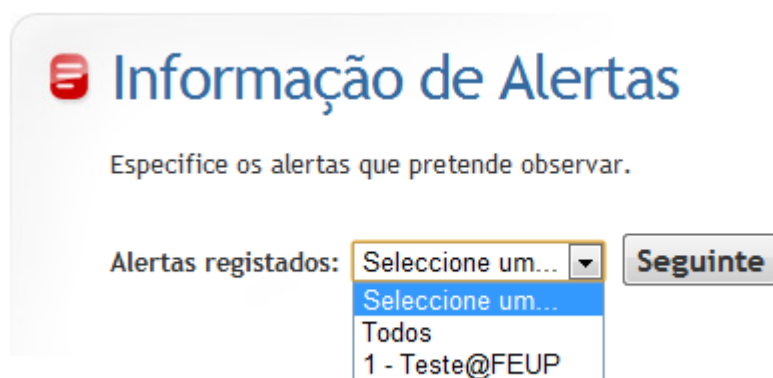 Informação de Alertas
Especifice os alertas que pretende observar.
Alertas registados: Seleccione um... Seguinte
Seleccione um...
Todos
1 - Teste@FEUP